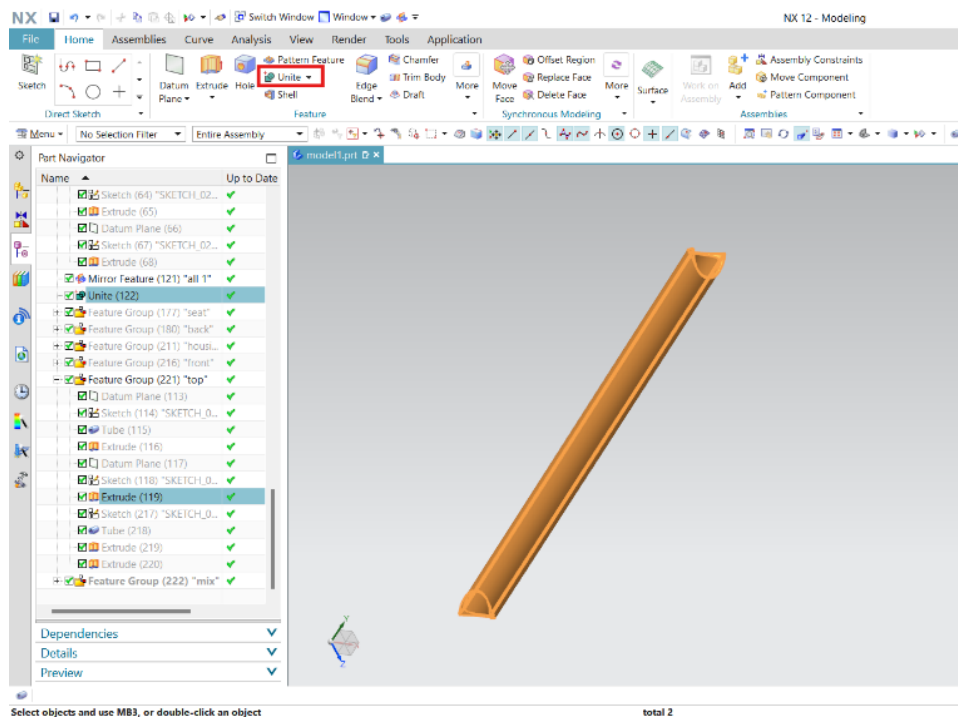 NX Switch Window Window NX 12 - Modeling
File Home Assemblies Curve Analysis View Render Tools Application
Sketch
Direct Sketch
Datum Plane Extrude Hole
Pattern Feature
Unite
Shell
Edge Blend
Chamfer
Trim Body
Draft
More
Feature
Move Face
Offset Region
Replace Face
Delete Face
More
Synchronous Modeling
Surface
Work on Assembly
Add
Assembly Constraints
Move Component
Pattern Component
Assemblies
Menu No Selection Filter Entire Assembly
Part Navigator
model1.prt
Name Up to Date
Sketch (64) "SKETCH_02...
Extrude (65)
Datum Plane (66)
Sketch (67) "SKETCH_02...
Extrude (68)
Mirror Feature (121) "all 1"
Unite (122)
Feature Group (177) "seat"
Feature Group (180) "back"
Feature Group (211) "housi...
Feature Group (216) "front"
Feature Group (221) "top"
Datum Plane (113)
Sketch (114) "SKETCH_0...
Tube (115)
Extrude (116)
Datum Plane (117)
Sketch (118) "SKETCH_0...
Extrude (119)
Sketch (217) "SKETCH_0...
Tube (218)
Extrude (219)
Extrude (220)
Feature Group (222) "mix"
Dependencies
Details
Preview
Y
Z
Select objects and use MB3, or double-click an object total 2